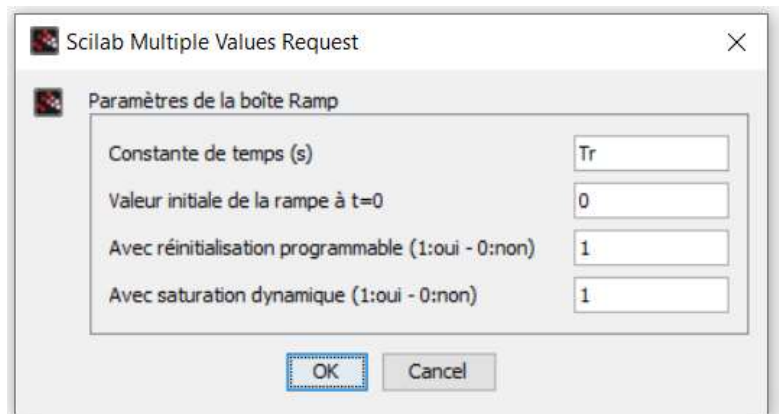 Scilab Multiple Values Request
Paramètres de la boîte Ramp
Constante de temps (s) Tr
Valeur initiale de la rampe à t=0 0
Avec réinitialisation programmable (1:oui - 0:non) 1
Avec saturation dynamique (1:oui - 0:non) 1
OK Cancel